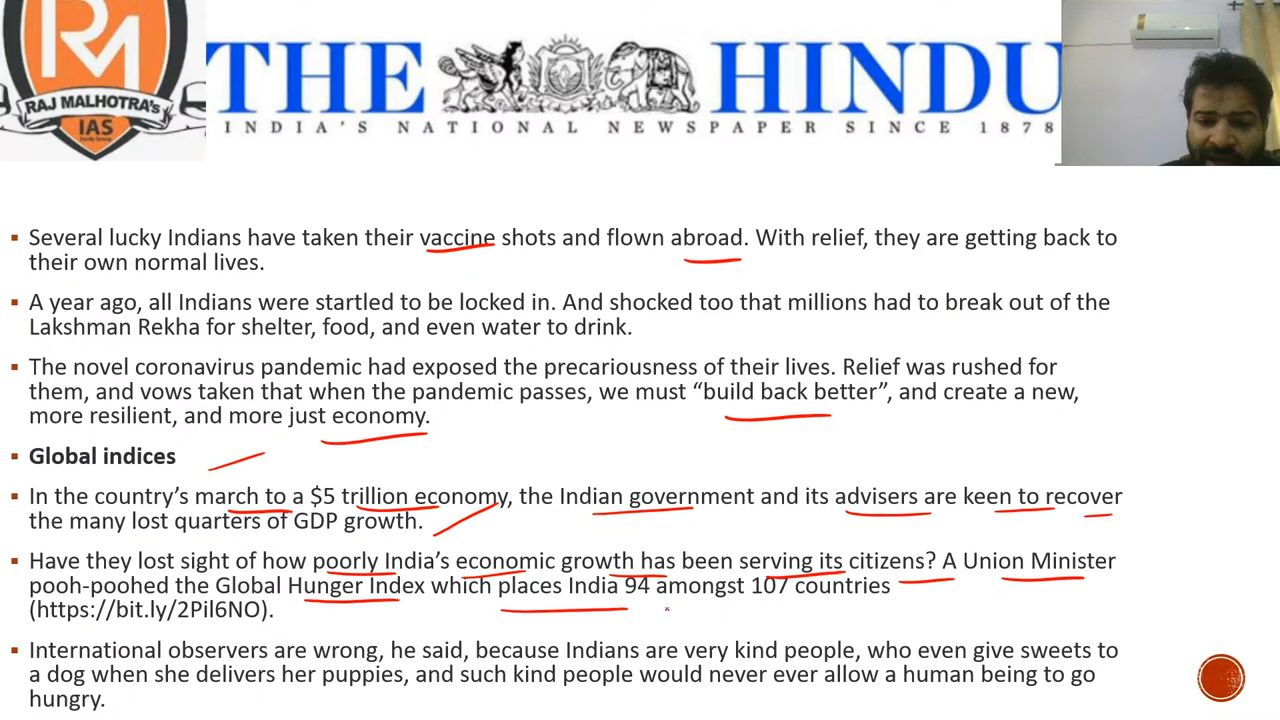 RM
RAJ MALHOTRA's
IAS
Study Group
THE HINDU
INDIA'S NATIONAL NEWSPAPER SINCE 1878
▪ Several lucky Indians have taken their vaccine shots and flown abroad. With relief, they are getting back to
their own normal lives.
▪ A year ago, all Indians were startled to be locked in. And shocked too that millions had to break out of the
Lakshman Rekha for shelter, food, and even water to drink.
▪ The novel coronavirus pandemic had exposed the precariousness of their lives. Relief was rushed for
them, and vows taken that when the pandemic passes, we must “build back better”, and create a new,
more resilient, and more just economy.
▪ Global indices
▪ In the country’s march to a $5 trillion economy, the Indian government and its advisers are keen to recover
the many lost quarters of GDP growth.
▪ Have they lost sight of how poorly India’s economic growth has been serving its citizens? A Union Minister
pooh-poohed the Global Hunger Index which places India 94 amongst 107 countries
(https://bit.ly/2Pil6NO).
▪ International observers are wrong, he said, because Indians are very kind people, who even give sweets to
a dog when she delivers her puppies, and such kind people would never ever allow a human being to go
hungry.